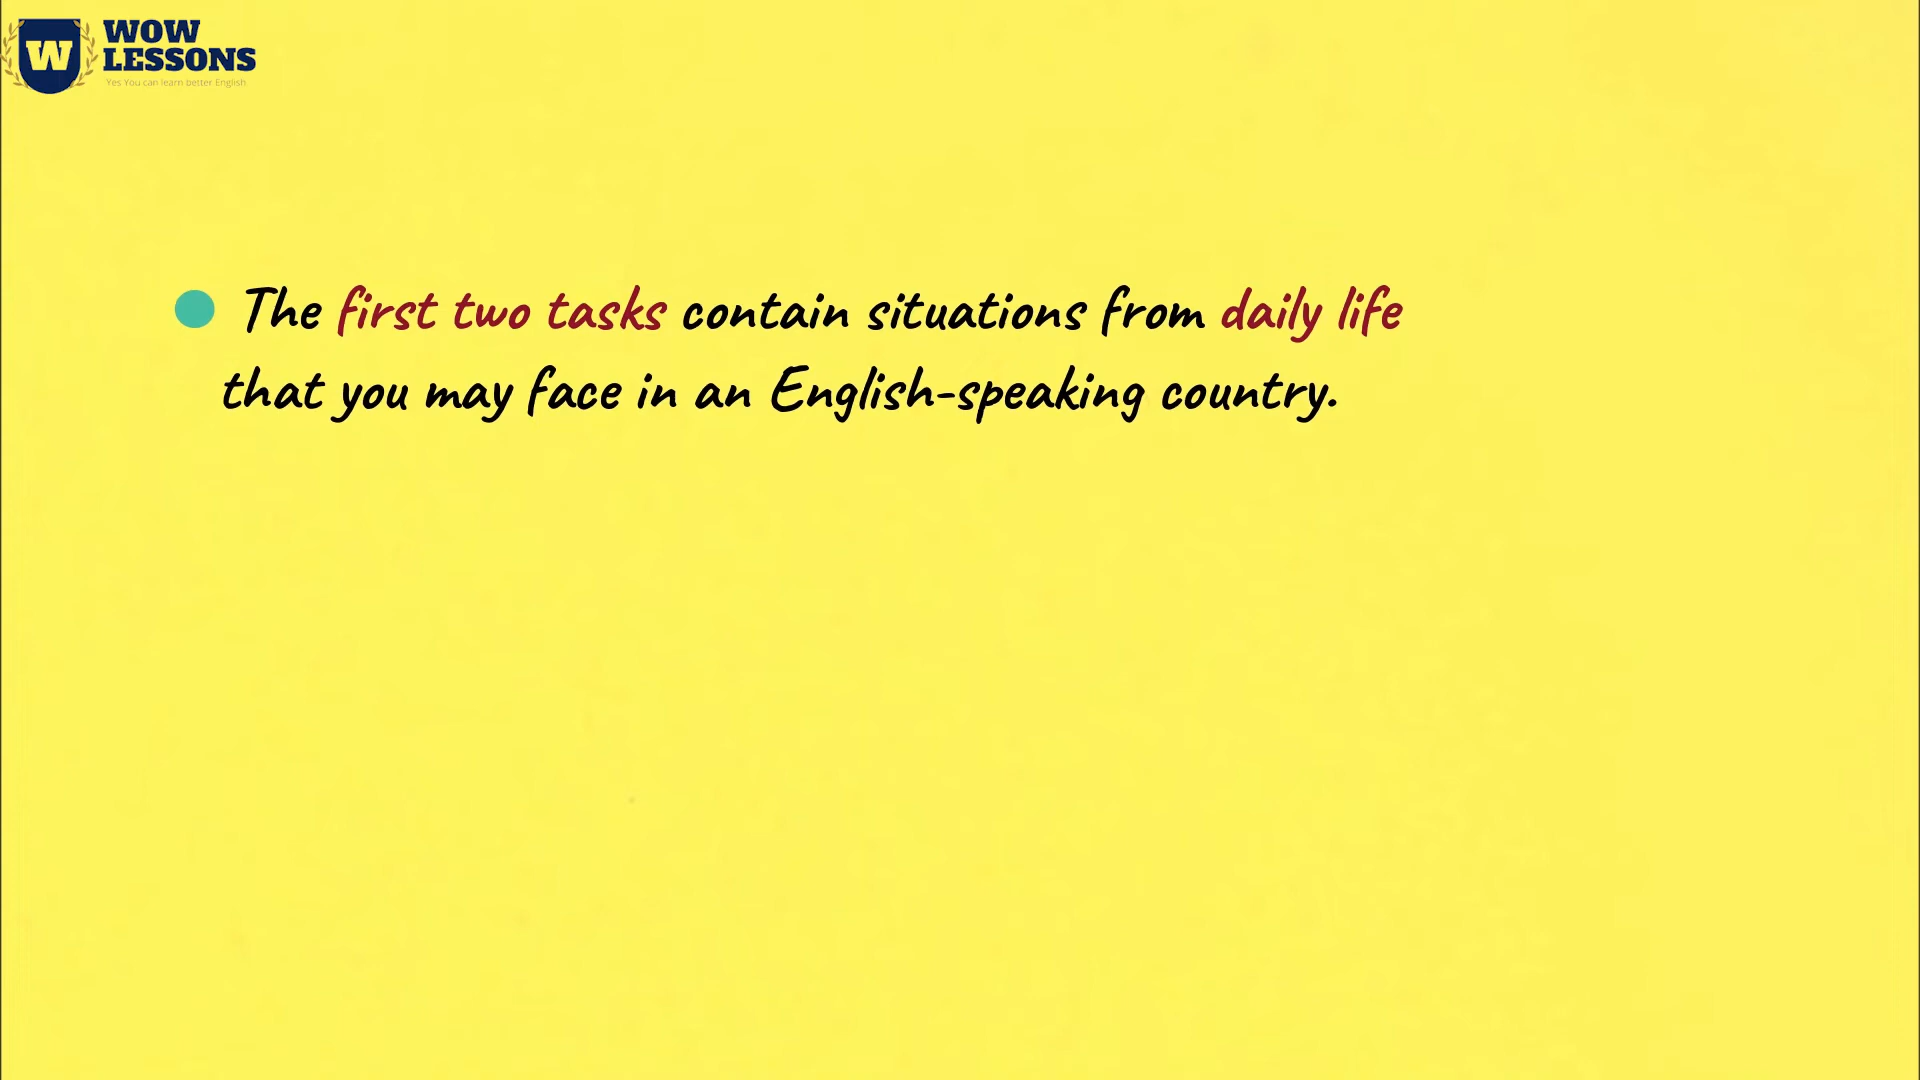 WOW
LESSONS
Yes You can learn better English
The first two tasks contain situations from daily life
that you may face in an English-speaking country.